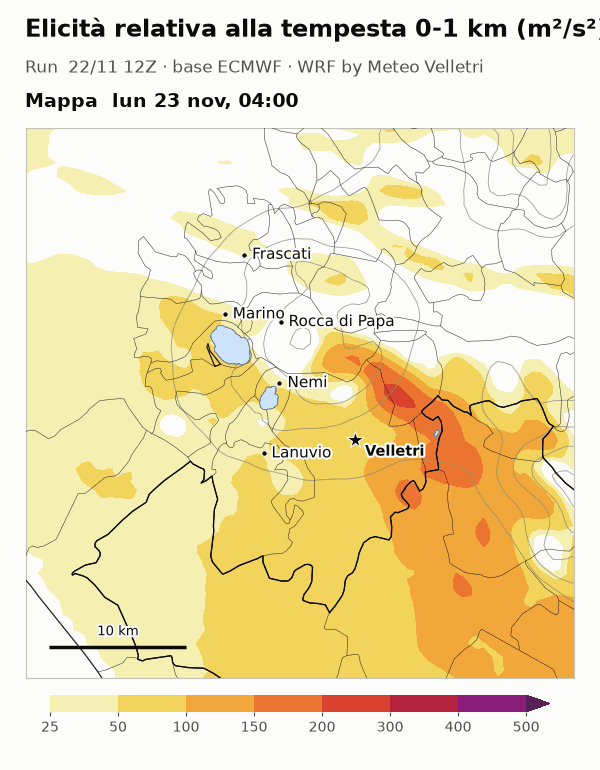 Elicità relativa alla tempesta 0-1 km (m²/s²)
Run  22/11 12Z · base ECMWF · WRF by Meteo Velletri
Mappa  lun 23 nov, 04:00
Frascati
Marino
Rocca di Papa
Nemi
Velletri
Lanuvio
10 km
25 50 100 150 200 300 400 500